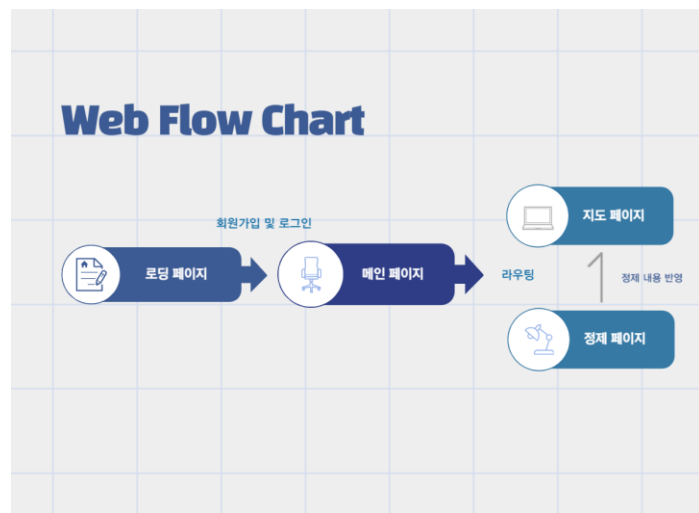 Web Flow Chart
회원가입 및 로그인
로딩 페이지
메인 페이지
라우팅
지도 페이지
정제 내용 반영
정제 페이지